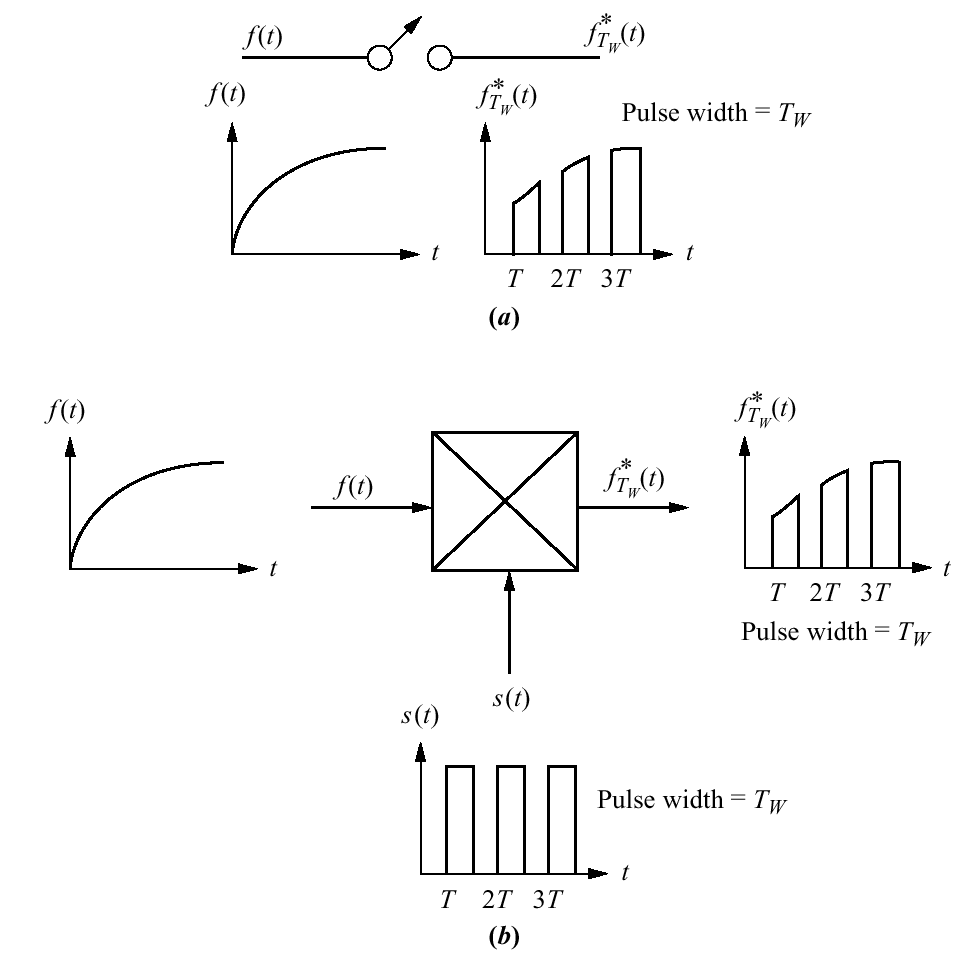 f(t)
f*T_W(t)
f(t)
f*T_W(t)
Pulse width = T_W
t
t
T 2T 3T
(a)
f(t)
f*T_W(t)
f(t)
f*T_W(t)
t
t
T 2T 3T
Pulse width = T_W
s(t)
s(t)
Pulse width = T_W
t
T 2T 3T
(b)